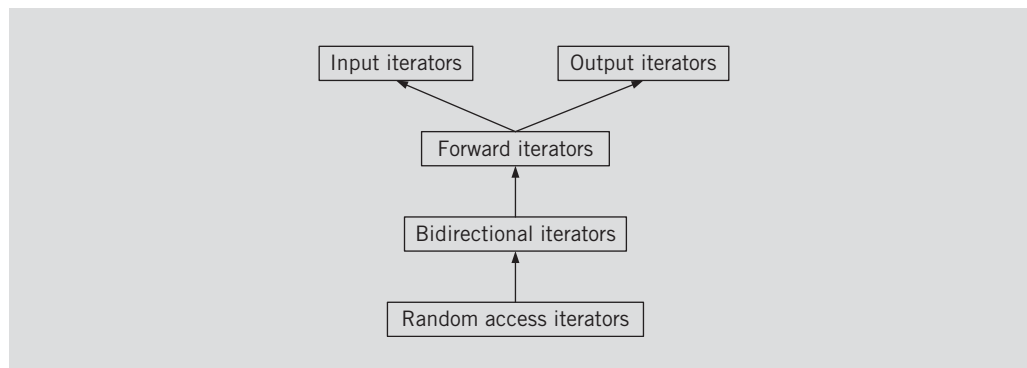 Input iterators
Output iterators
Forward iterators
Bidirectional iterators
Random access iterators